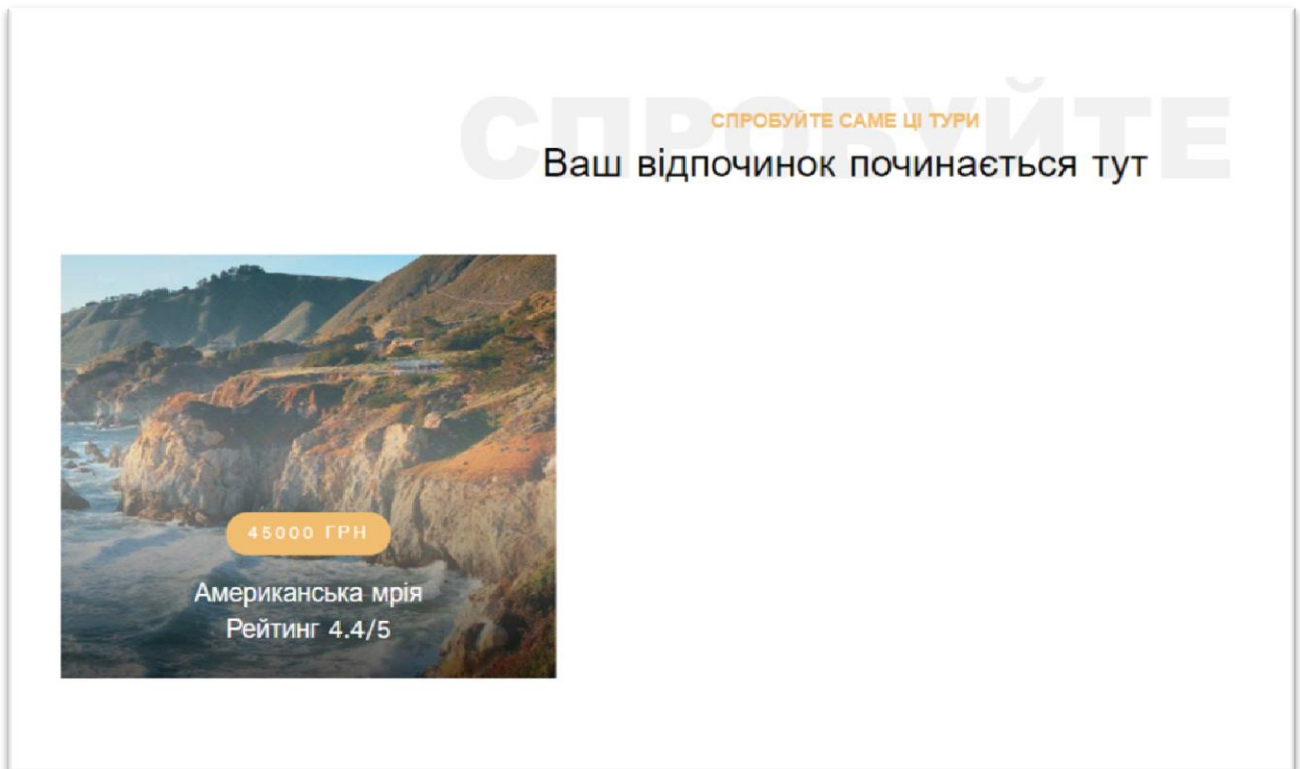 СПРОБУЙТЕ
СПРОБУЙТЕ САМЕ ЦІ ТУРИ
Ваш відпочинок починається тут
45000 ГРН
Американська мрія
Рейтинг 4.4/5